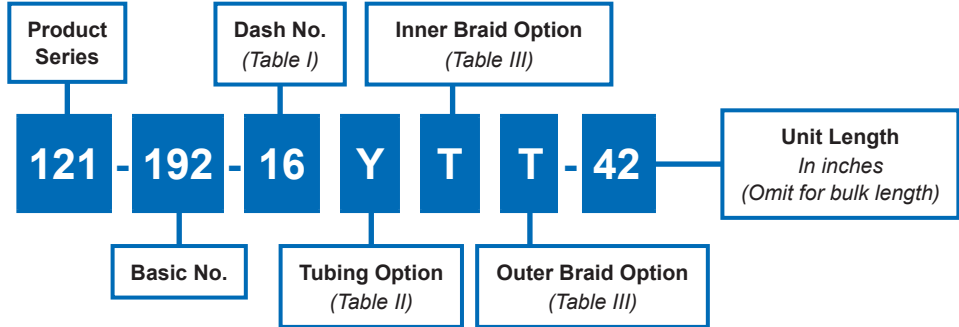 Product
Series
Dash No.
(Table I)
Inner Braid Option
(Table III)
121 - 192 - 16 Y T T - 42
Unit Length
In inches
(Omit for bulk length)
Basic No.
Tubing Option
(Table II)
Outer Braid Option
(Table III)